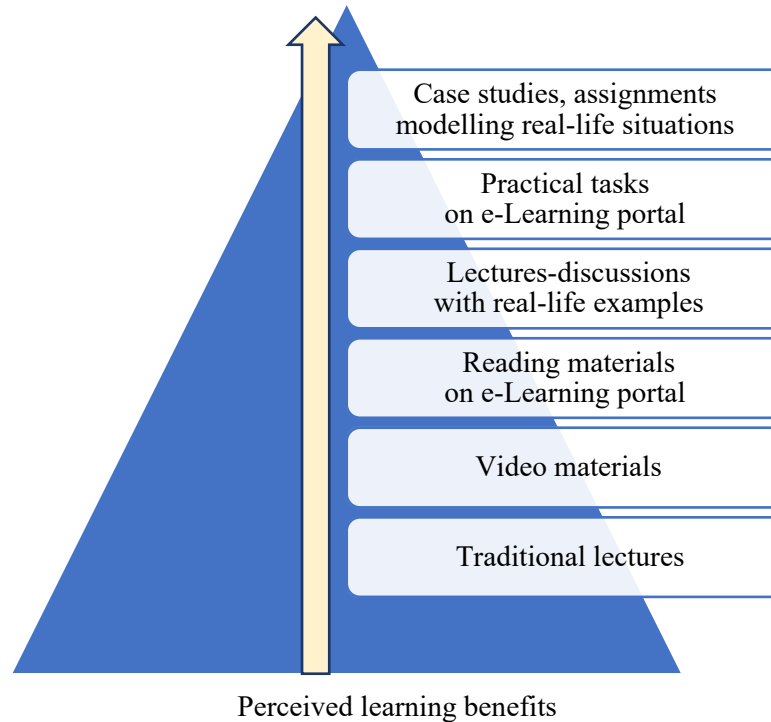 Case studies, assignments
modelling real-life situations
Practical tasks
on e-Learning portal
Lectures-discussions
with real-life examples
Reading materials
on e-Learning portal
Video materials
Traditional lectures
Perceived learning benefits